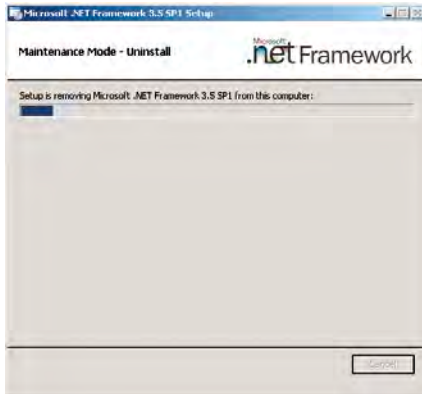 Microsoft .NET Framework 3.5 SP1 Setup
Maintenance Mode - Uninstall
Microsoft
.net Framework
Setup is removing Microsoft .NET Framework 3.5 SP1 from this computer:
Cancel